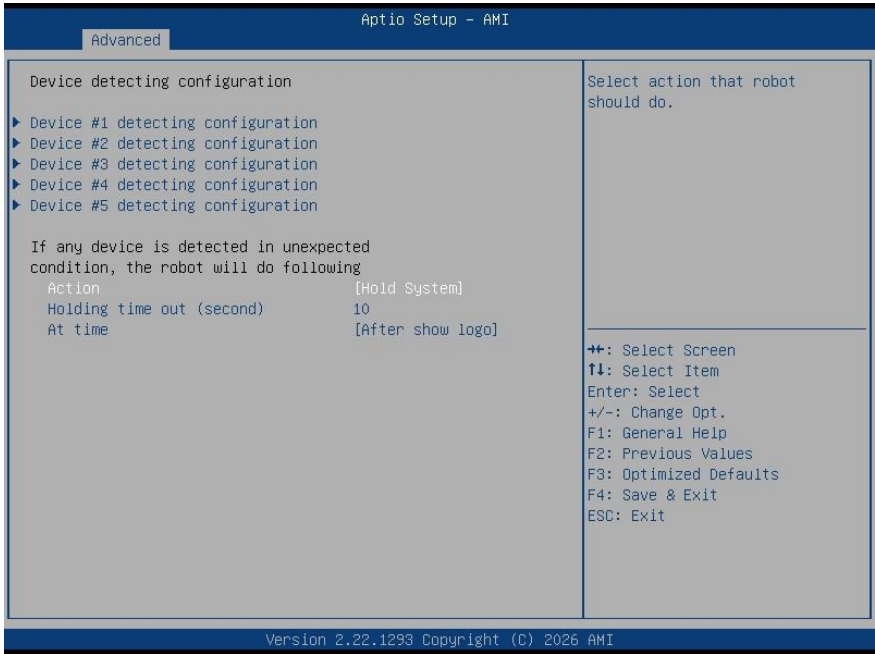 Aptio Setup – AMI
Advanced
Device detecting configuration
Device #1 detecting configuration
Device #2 detecting configuration
Device #3 detecting configuration
Device #4 detecting configuration
Device #5 detecting configuration
If any device is detected in unexpected
condition, the robot will do following
Action [Hold System]
Holding time out (second) 10
At time [After show logo]
Select action that robot
should do.
→←: Select Screen
↑↓: Select Item
Enter: Select
+/-: Change Opt.
F1: General Help
F2: Previous Values
F3: Optimized Defaults
F4: Save & Exit
ESC: Exit
Version 2.22.1293 Copyright (C) 2026 AMI